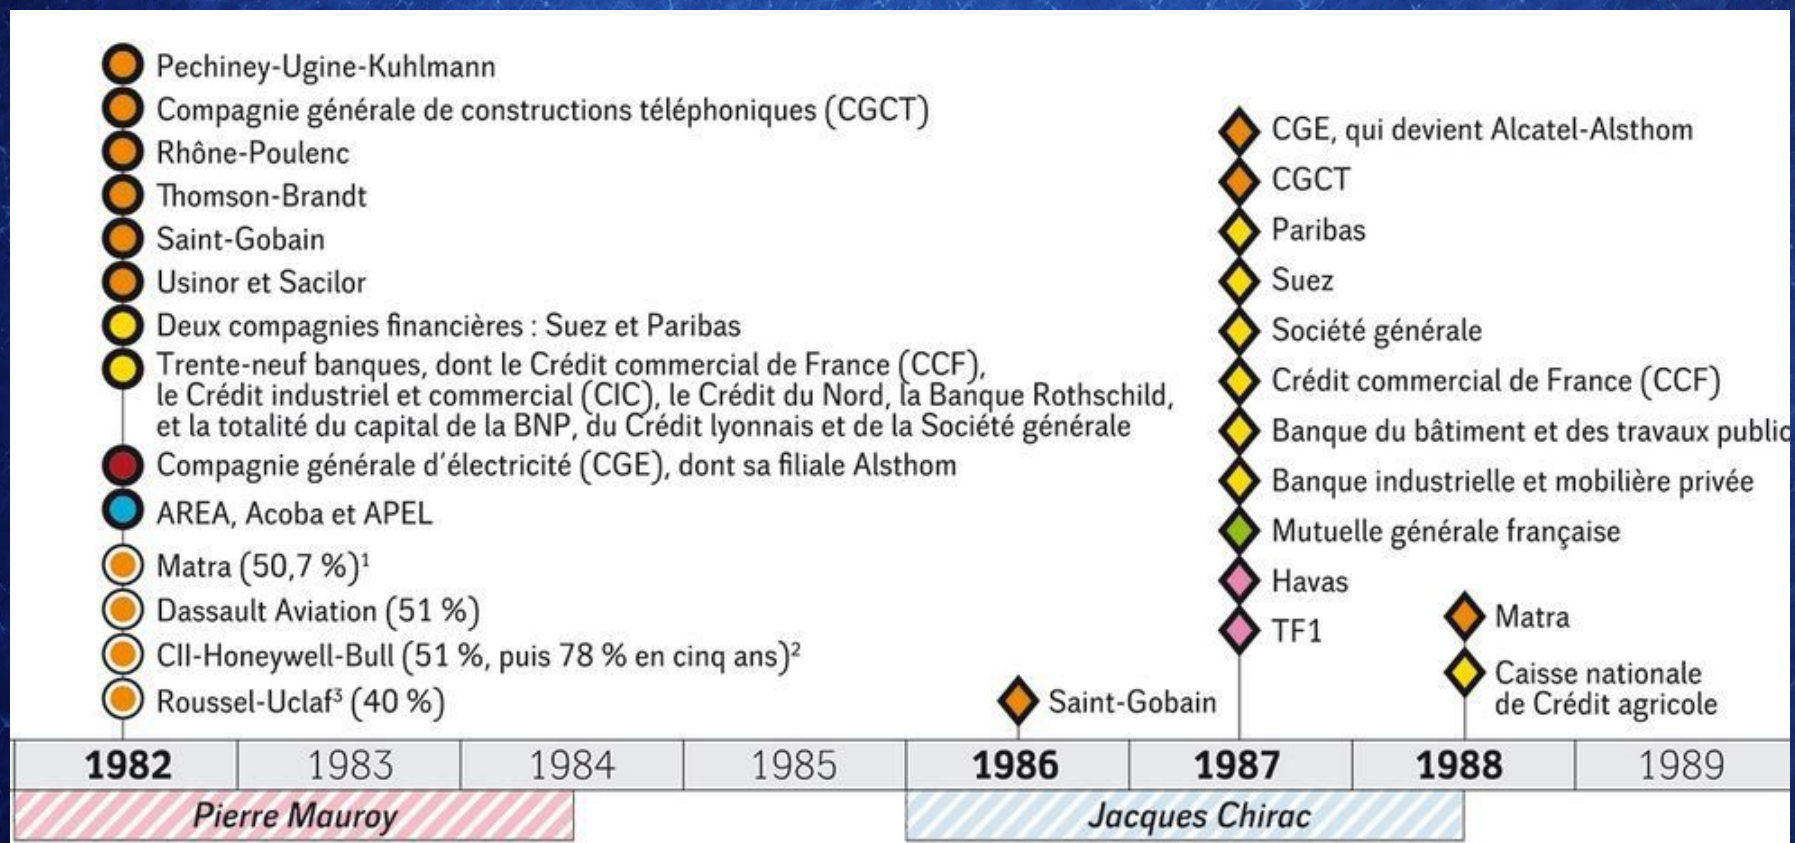 Pechiney-Ugine-Kuhlmann
Compagnie générale de constructions téléphoniques (CGCT)
Rhône-Poulenc
Thomson-Brandt
Saint-Gobain
Usinor et Sacilor
Deux compagnies financières : Suez et Paribas
Trente-neuf banques, dont le Crédit commercial de France (CCF),
le Crédit industriel et commercial (CIC), le Crédit du Nord, la Banque Rothschild,
et la totalité du capital de la BNP, du Crédit lyonnais et de la Société générale
Compagnie générale d'électricité (CGE), dont sa filiale Alsthom
AREA, Acoba et APEL
Matra (50,7 %)¹
Dassault Aviation (51 %)
CII-Honeywell-Bull (51 %, puis 78 % en cinq ans)²
Roussel-Uclaf³ (40 %)
Saint-Gobain
CGE, qui devient Alcatel-Alsthom
CGCT
Paribas
Suez
Société générale
Crédit commercial de France (CCF)
Banque du bâtiment et des travaux public
Banque industrielle et mobilière privée
Mutuelle générale française
Havas
TF1
Matra
Caisse nationale
de Crédit agricole
1982 1983 1984 1985 1986 1987 1988 1989
Pierre Mauroy Jacques Chirac